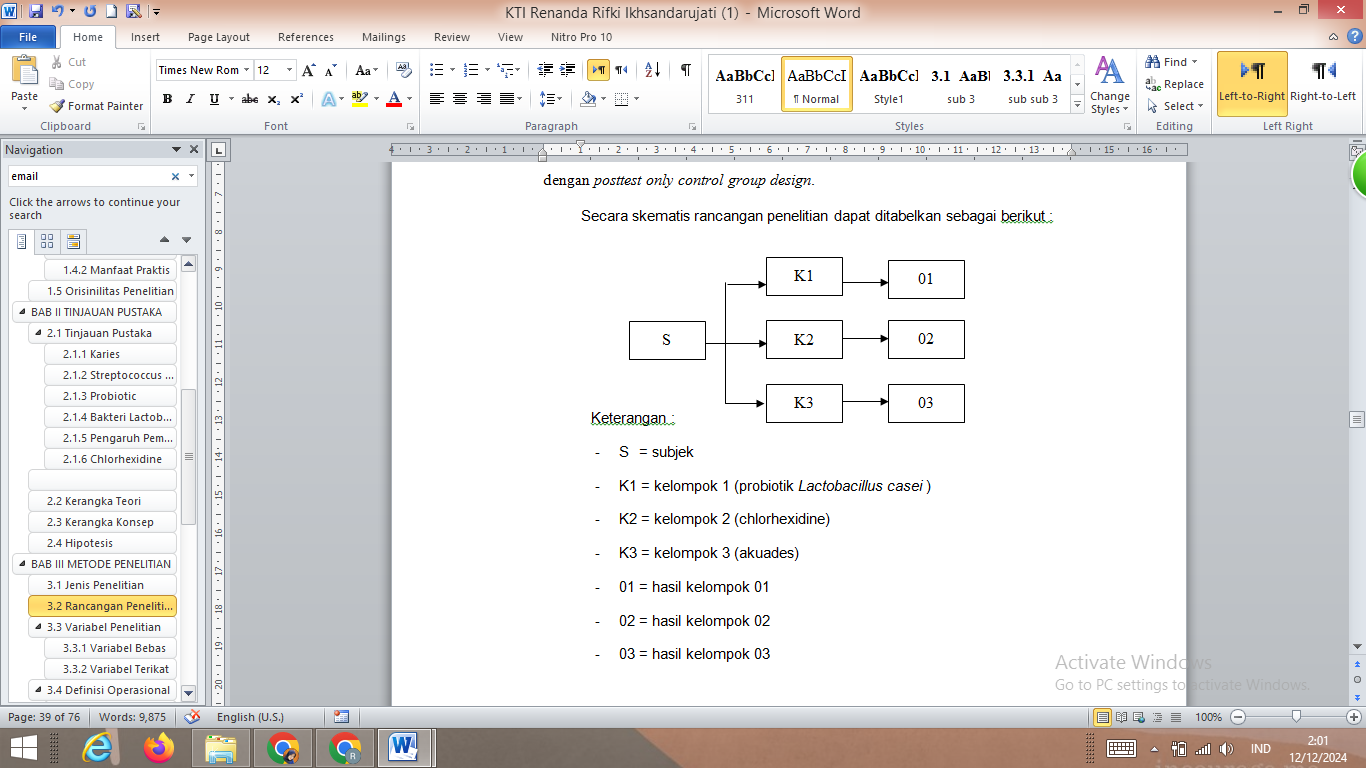 KTI Renanda Rifki Ikhsandarujati (1) - Microsoft Word
File Home Insert Page Layout References Mailings Review View Nitro Pro 10
Paste
Cut
Copy
Format Painter
Clipboard
Times New Rom 12
Font
Paragraph
AaBbCcI AaBbCcI AaBbCcI 3.1 AaBl 3.3.1 Aa
311 ¶ Normal Style1 sub 3 sub sub 3
Change Styles
Styles
Find
Replace
Select
Editing
Left-to-Right Right-to-Left
Left Right
Navigation
email
Click the arrows to continue your
search
1.4.2 Manfaat Praktis
1.5 Orisinilitas Penelitian
BAB II TINJAUAN PUSTAKA
2.1 Tinjauan Pustaka
2.1.1 Karies
2.1.2 Streptococcus ...
2.1.3 Probiotic
2.1.4 Bakteri Lactob...
2.1.5 Pengaruh Pem...
2.1.6 Chlorhexidine
2.2 Kerangka Teori
2.3 Kerangka Konsep
2.4 Hipotesis
BAB III METODE PENELITIAN
3.1 Jenis Penelitian
3.2 Rancangan Peneliti...
3.3 Variabel Penelitian
3.3.1 Variabel Bebas
3.3.2 Variabel Terikat
3.4 Definisi Operasional
dengan posttest only control group design.
Secara skematis rancangan penelitian dapat ditabelkan sebagai berikut :
K1 01
S K2 02
K3 03
Keterangan :
- S = subjek
- K1 = kelompok 1 (probiotik Lactobacillus casei )
- K2 = kelompok 2 (chlorhexidine)
- K3 = kelompok 3 (akuades)
- 01 = hasil kelompok 01
- 02 = hasil kelompok 02
- 03 = hasil kelompok 03
Activate Windows
Go to PC settings to activate Windows.
Page: 39 of 76 Words: 9,875 English (U.S.) 100%
IND 2:01
12/12/2024